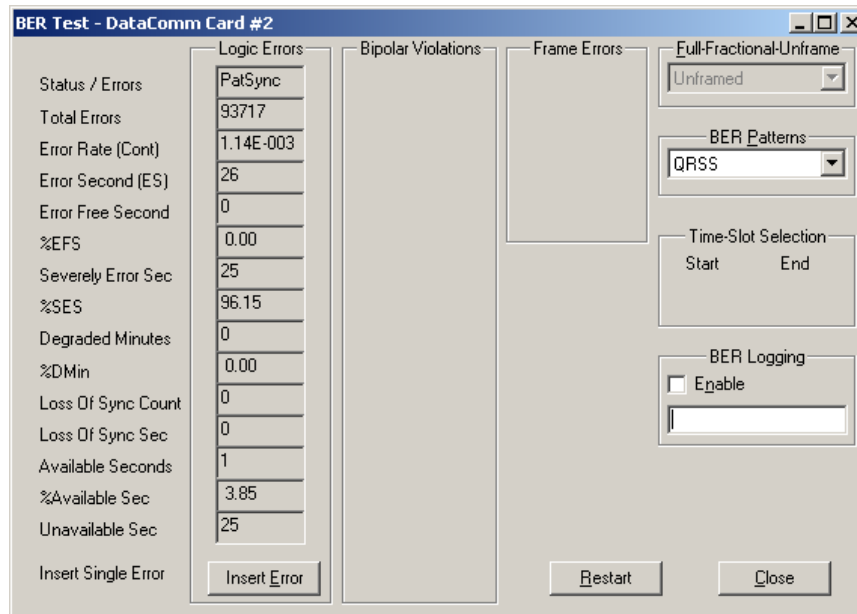 BER Test - DataComm Card #2
Logic Errors
Bipolar Violations
Frame Errors
Full-Fractional-Unframe
Unframed
Status / Errors PatSync
Total Errors 93717
Error Rate (Cont) 1.14E-003
Error Second (ES) 26
Error Free Second 0
%EFS 0.00
Severely Error Sec 25
%SES 96.15
Degraded Minutes 0
%DMin 0.00
Loss Of Sync Count 0
Loss Of Sync Sec 0
Available Seconds 1
%Available Sec 3.85
Unavailable Sec 25
Insert Single Error Insert Error
BER Patterns
QRSS
Time-Slot Selection
Start End
BER Logging
Enable
Restart
Close